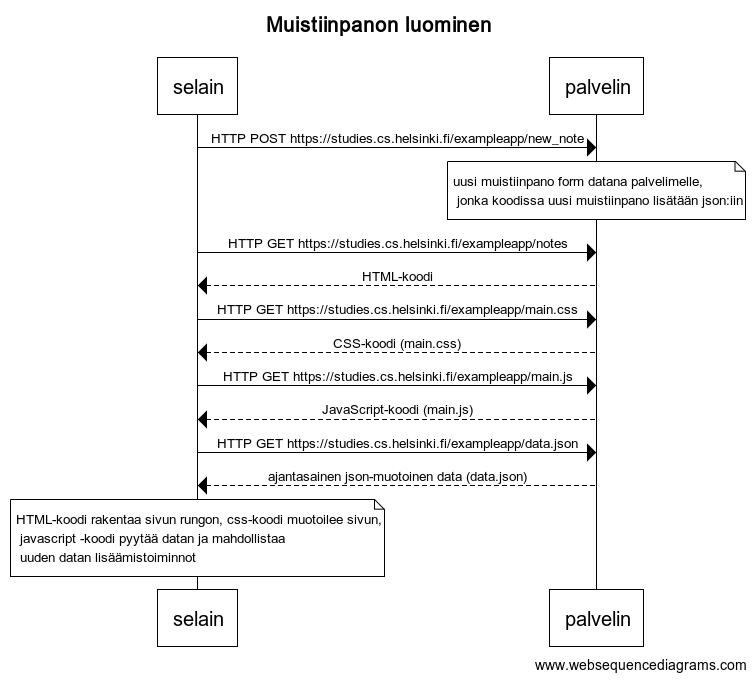 Muistiinpanon luominen
selain
palvelin
HTTP POST https://studies.cs.helsinki.fi/exampleapp/new_note
uusi muistiinpano form datana palvelimelle,
jonka koodissa uusi muistiinpano lisätään json:iin
HTTP GET https://studies.cs.helsinki.fi/exampleapp/notes
HTML-koodi
HTTP GET https://studies.cs.helsinki.fi/exampleapp/main.css
CSS-koodi (main.css)
HTTP GET https://studies.cs.helsinki.fi/exampleapp/main.js
JavaScript-koodi (main.js)
HTTP GET https://studies.cs.helsinki.fi/exampleapp/data.json
ajantasainen json-muotoinen data (data.json)
HTML-koodi rakentaa sivun rungon, css-koodi muotoilee sivun,
javascript -koodi pyytää datan ja mahdollistaa
uuden datan lisäämistoiminnot
selain
palvelin
www.websequencediagrams.com